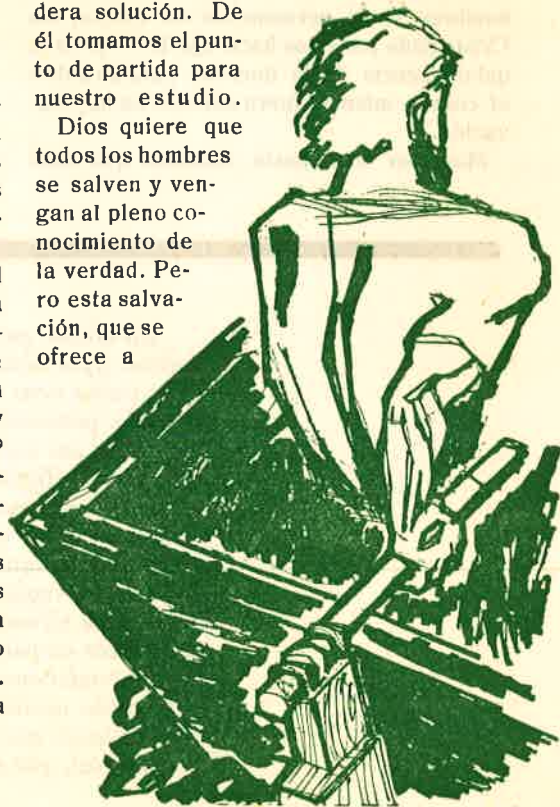 dera solución. De
él tomamos el pun-
to de partida para
nuestro estudio.
Dios quiere que
todos los hombres
se salven y ven-
gan al pleno co-
nocimiento de
la verdad. Pe-
ro esta salva-
ción, que se
ofrece a